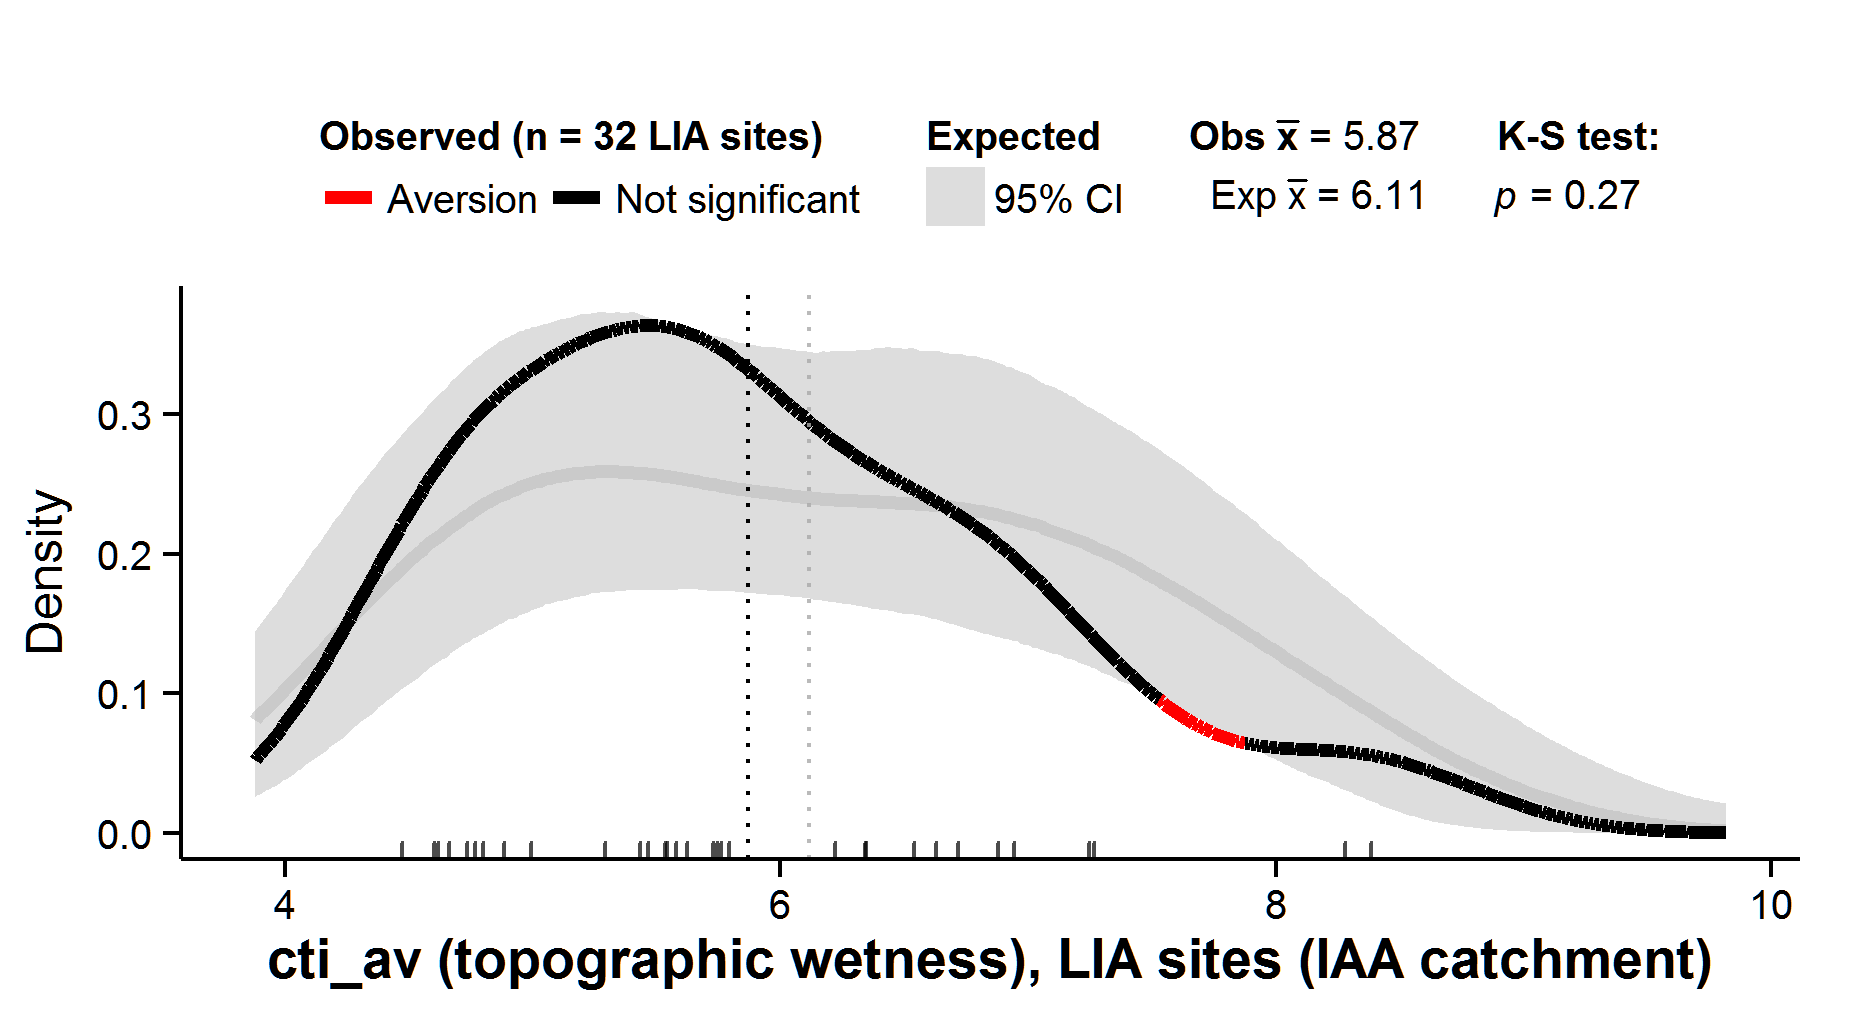 Observed (n = 32 LIA sites) Expected Obs x̅ = 5.87 K-S test:
Aversion Not significant 95% CI Exp x̅ = 6.11 p = 0.27
Density
0.3
0.2
0.1
0.0
4 6 8 10
cti_av (topographic wetness), LIA sites (IAA catchment)